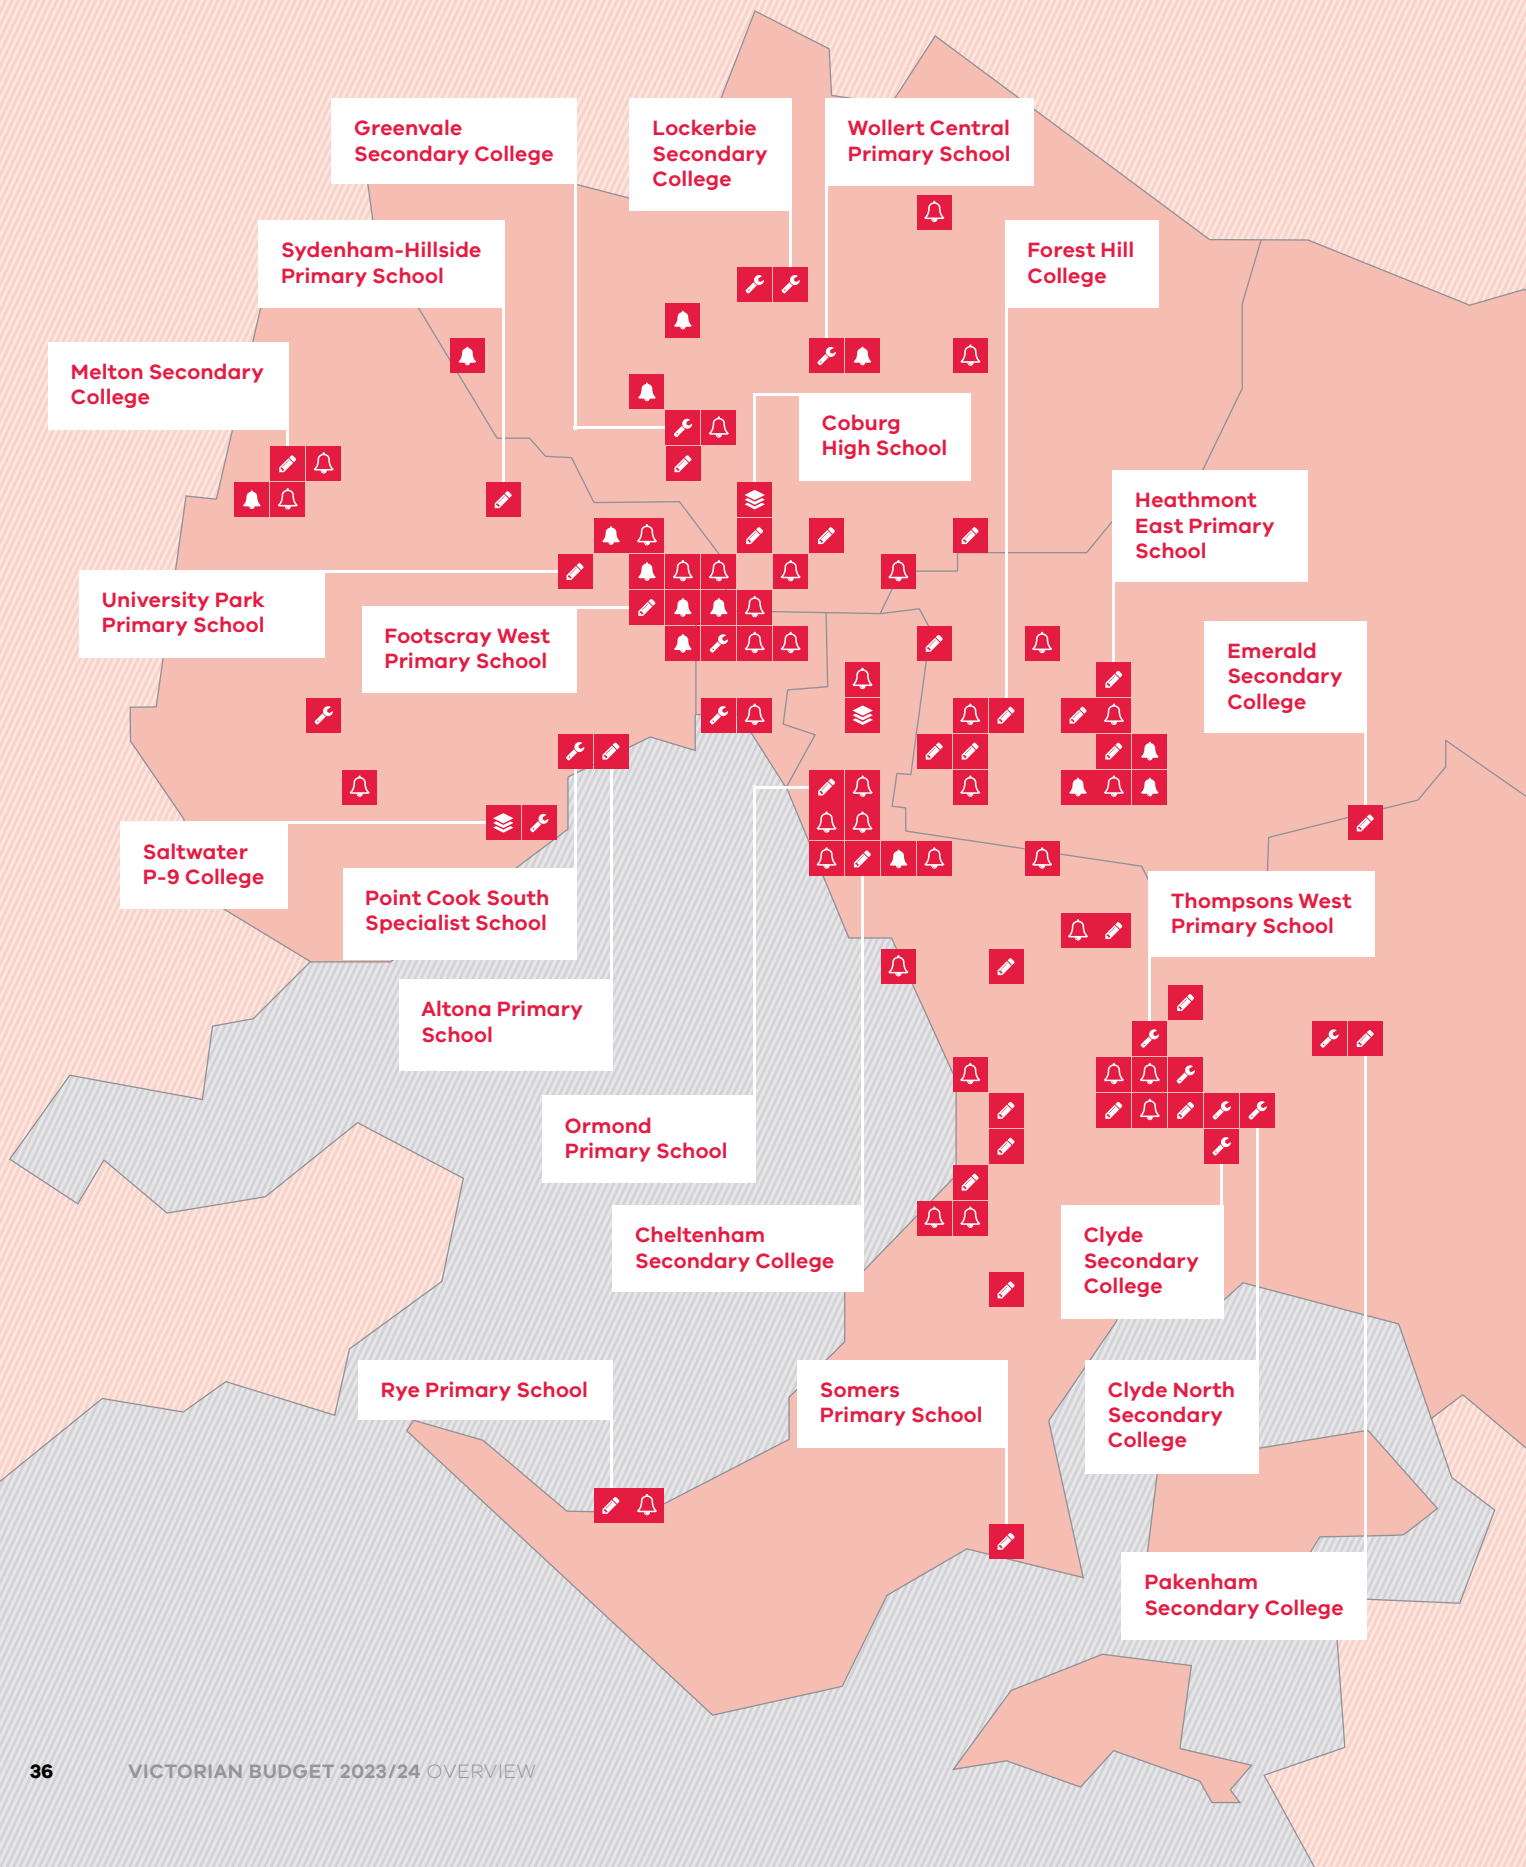 Greenvale
Secondary College
Lockerbie
Secondary
College
Wollert Central
Primary School
Sydenham-Hillside
Primary School
Forest Hill
College
Melton Secondary
College
Coburg
High School
Heathmont
East Primary
School
University Park
Primary School
Footscray West
Primary School
Emerald
Secondary
College
Saltwater
P-9 College
Point Cook South
Specialist School
Thompsons West
Primary School
Altona Primary
School
Ormond
Primary School
Cheltenham
Secondary College
Clyde
Secondary
College
Rye Primary School
Somers
Primary School
Clyde North
Secondary
College
Pakenham
Secondary College
36 VICTORIAN BUDGET 2023/24 OVERVIEW